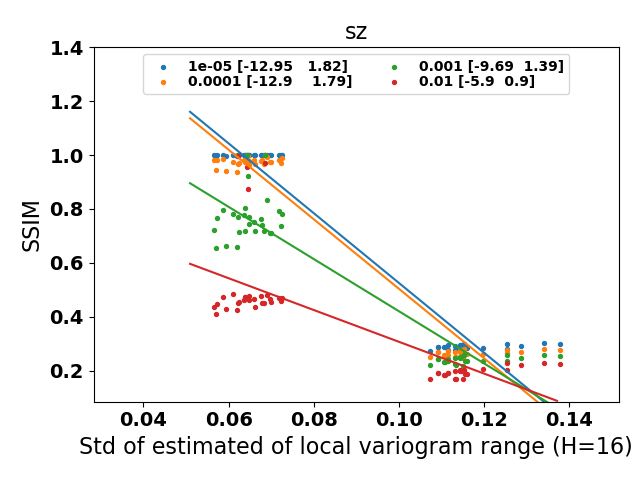 sz
1.4
1.2
1.0
0.8
0.6
0.4
0.2
SSIM
1e-05 [-12.95 1.82]
0.0001 [-12.9 1.79]
0.001 [-9.69 1.39]
0.01 [-5.9 0.9]
0.04 0.06 0.08 0.10 0.12 0.14
Std of estimated of local variogram range (H=16)